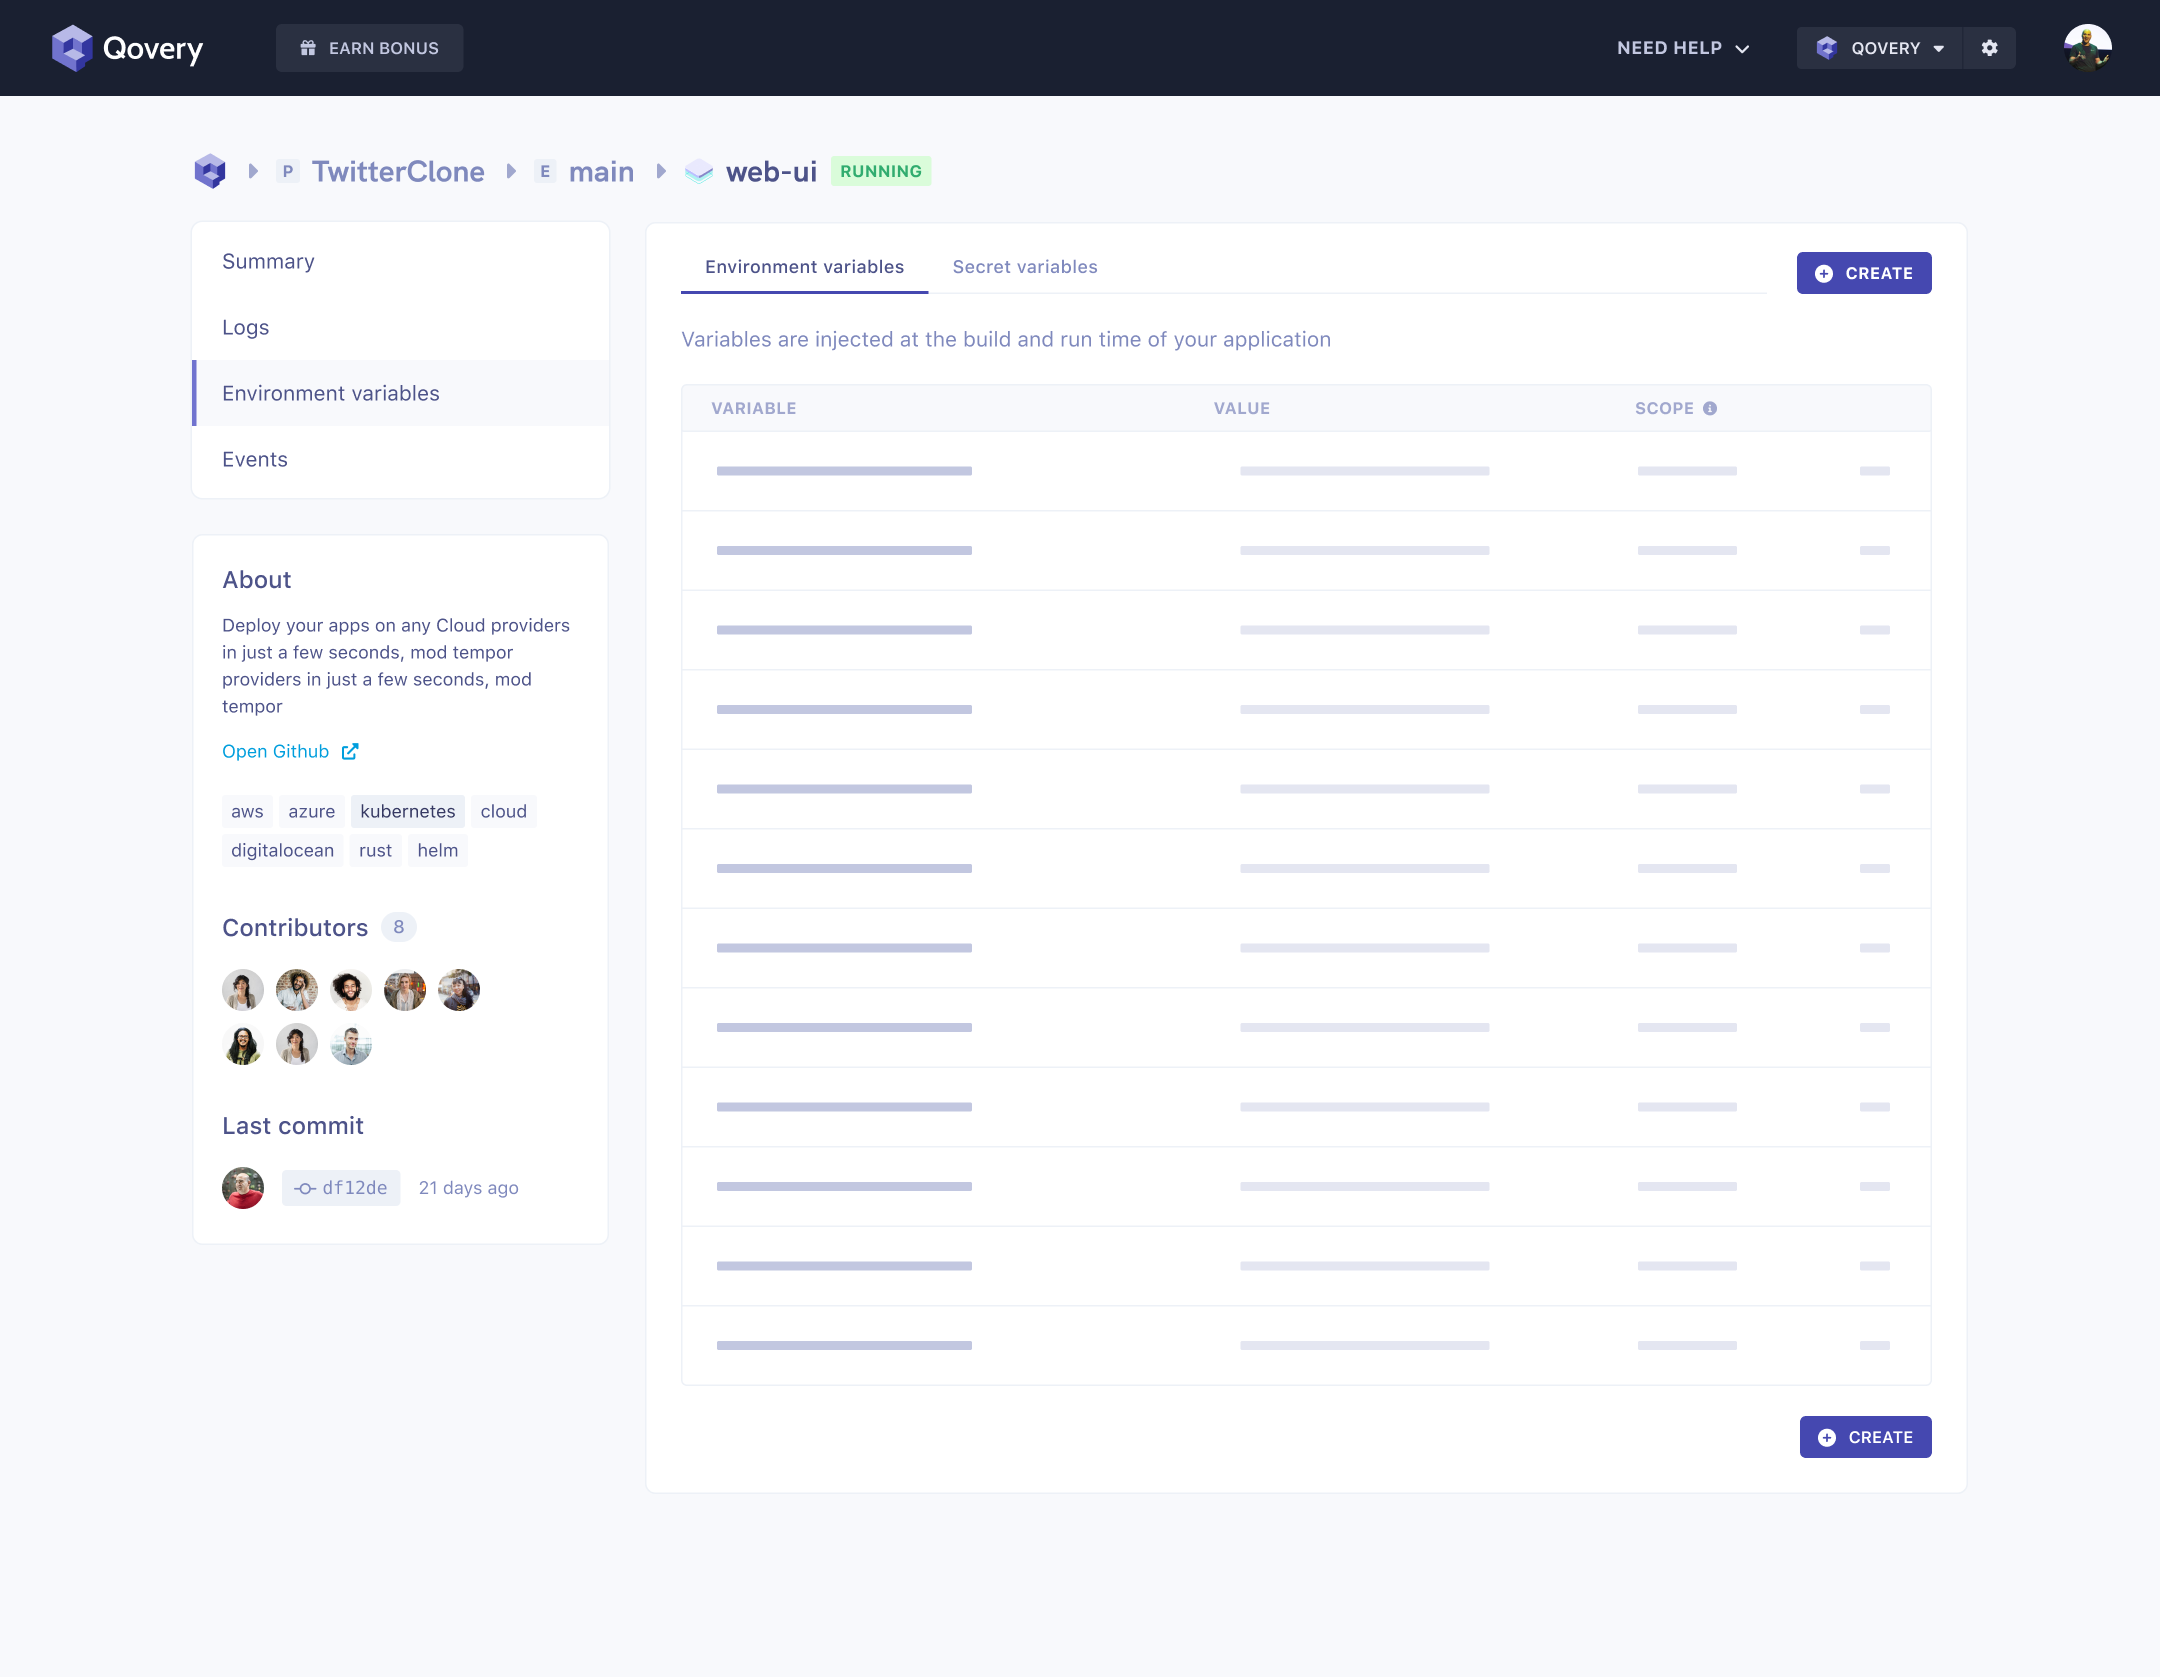 Qovery
EARN BONUS
NEED HELP
QOVERY
P TwitterClone E main web-ui RUNNING
Summary
Logs
Environment variables
Events
About
Deploy your apps on any Cloud providers
in just a few seconds, mod tempor
providers in just a few seconds, mod
tempor
Open Github
aws azure kubernetes cloud
digitalocean rust helm
Contributors 8
Last commit
df12de 21 days ago
Environment variables Secret variables
CREATE
Variables are injected at the build and run time of your application
VARIABLE VALUE SCOPE
CREATE